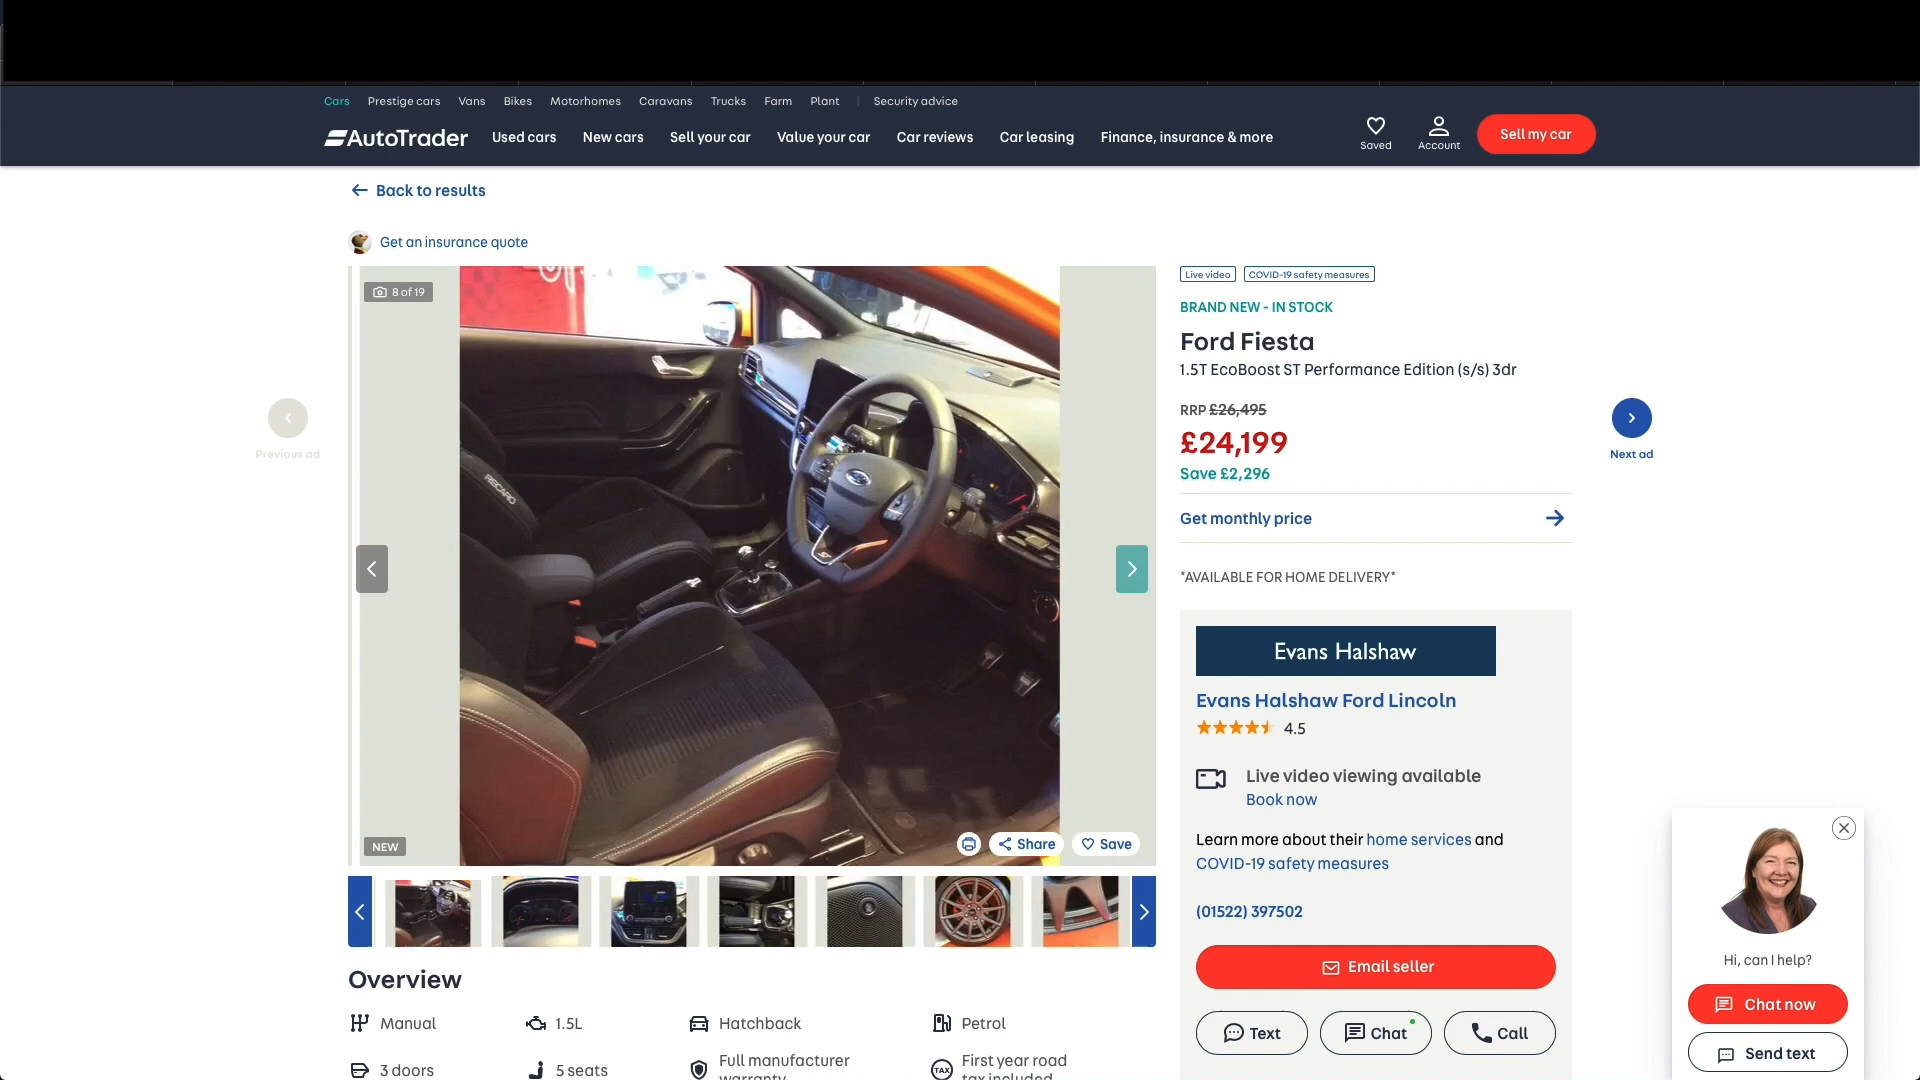 Cars Prestige cars Vans Bikes Motorhomes Caravans Trucks Farm Plant Security advice
AutoTrader Used cars New cars Sell your car Value your car Car reviews Car leasing Finance, insurance & more Saved Account Sell my car
Back to results
Get an insurance quote
8 of 19
RECARO
ST
NEW
Share
Save
Previous ad
Next ad
Live video COVID-19 safety measures
BRAND NEW - IN STOCK
Ford Fiesta
1.5T EcoBoost ST Performance Edition (s/s) 3dr
RRP £26,495
£24,199
Save £2,296
Get monthly price
*AVAILABLE FOR HOME DELIVERY*
Evans Halshaw
Evans Halshaw Ford Lincoln
4.5
Live video viewing available
Book now
Learn more about their home services and
COVID-19 safety measures
(01522) 397502
Email seller
Text Chat Call
Overview
Manual 1.5L Hatchback Petrol
3 doors 5 seats Full manufacturer warranty TAX First year road tax included
Hi, can I help?
Chat now
Send text